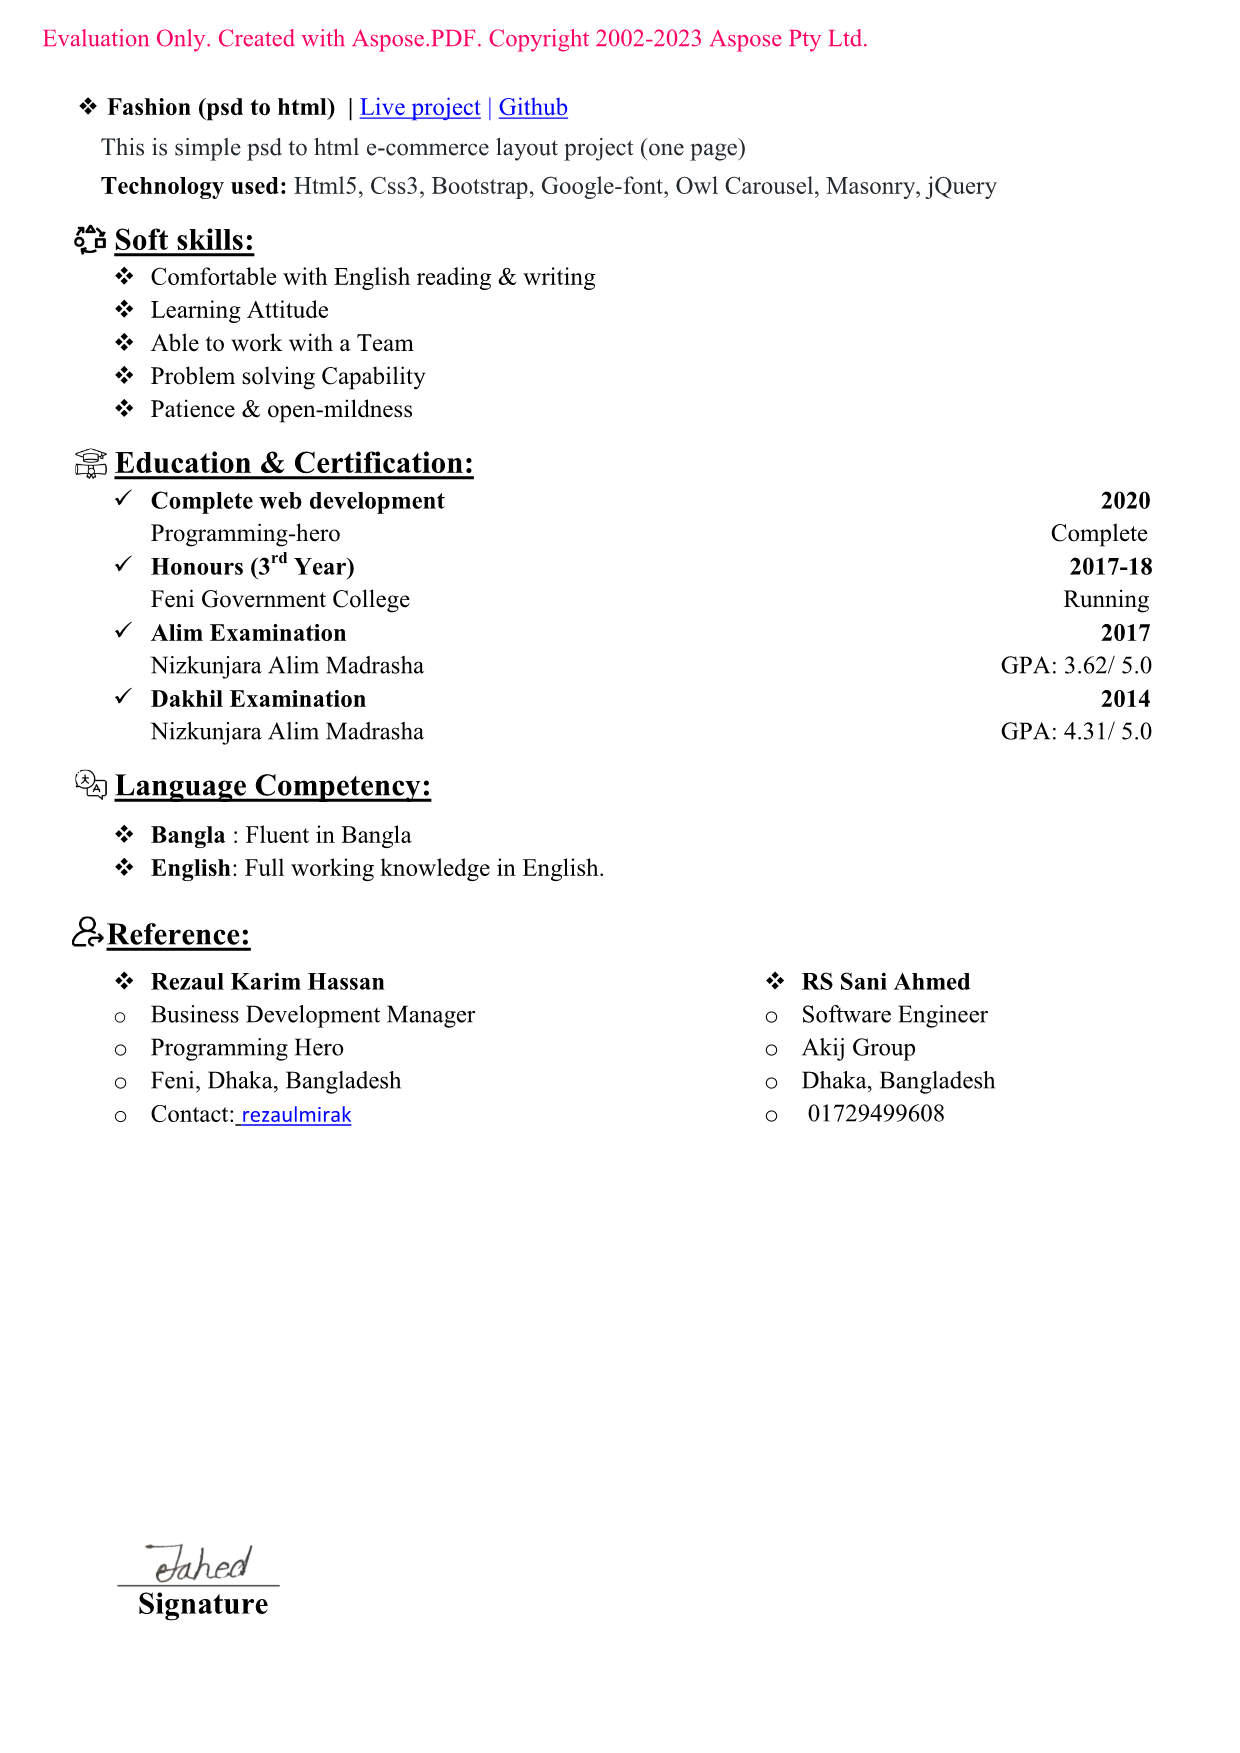 Evaluation Only. Created with Aspose.PDF. Copyright 2002-2023 Aspose Pty Ltd.
❖ Fashion (psd to html) | Live project | Github
This is simple psd to html e-commerce layout project (one page)
Technology used: Html5, Css3, Bootstrap, Google-font, Owl Carousel, Masonry, jQuery
Soft skills:
❖ Comfortable with English reading & writing
❖ Learning Attitude
❖ Able to work with a Team
❖ Problem solving Capability
❖ Patience & open-mildness
Education & Certification:
✓ Complete web development 2020
Programming-hero Complete
✓ Honours (3rd Year) 2017-18
Feni Government College Running
✓ Alim Examination 2017
Nizkunjara Alim Madrasha GPA: 3.62/ 5.0
✓ Dakhil Examination 2014
Nizkunjara Alim Madrasha GPA: 4.31/ 5.0
Language Competency:
❖ Bangla : Fluent in Bangla
❖ English: Full working knowledge in English.
Reference:
❖ Rezaul Karim Hassan
o Business Development Manager
o Programming Hero
o Feni, Dhaka, Bangladesh
o Contact: rezaulmirak
❖ RS Sani Ahmed
o Software Engineer
o Akij Group
o Dhaka, Bangladesh
o 01729499608
Jahed
Signature